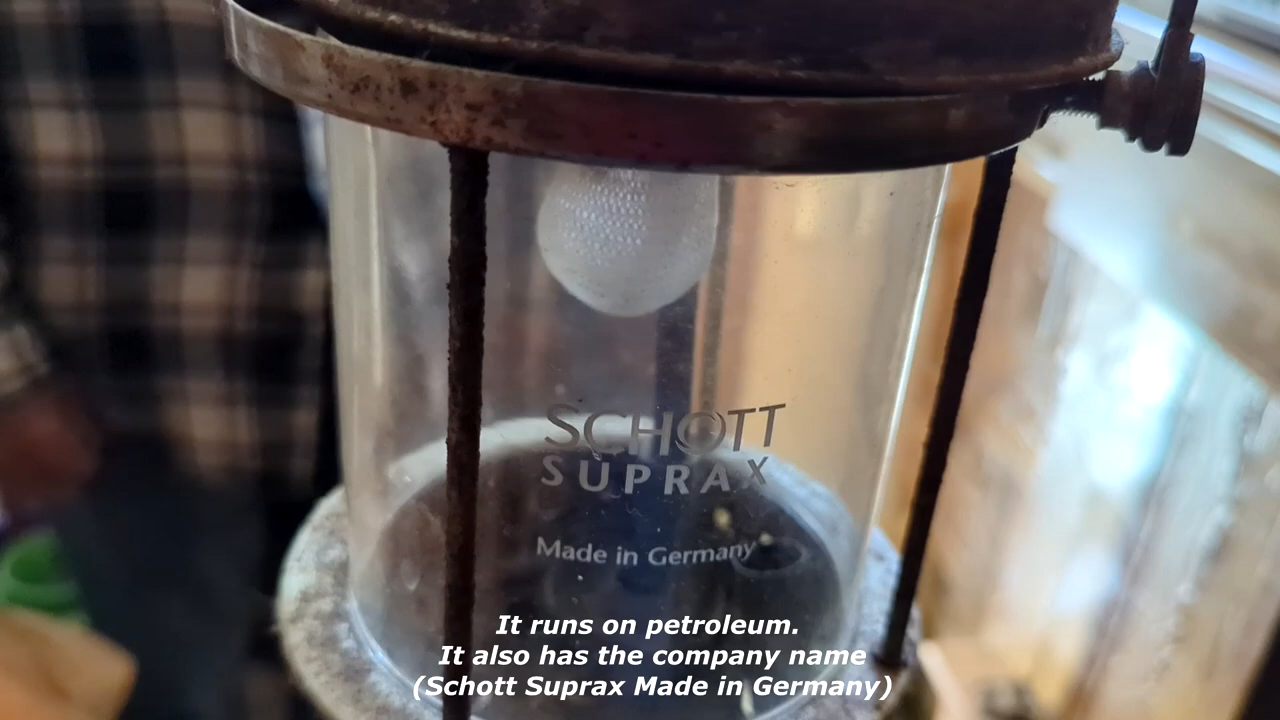 SCHOTT
SUPRAX
Made in Germany
It runs on petroleum.
It also has the company name
(Schott Suprax Made in Germany)